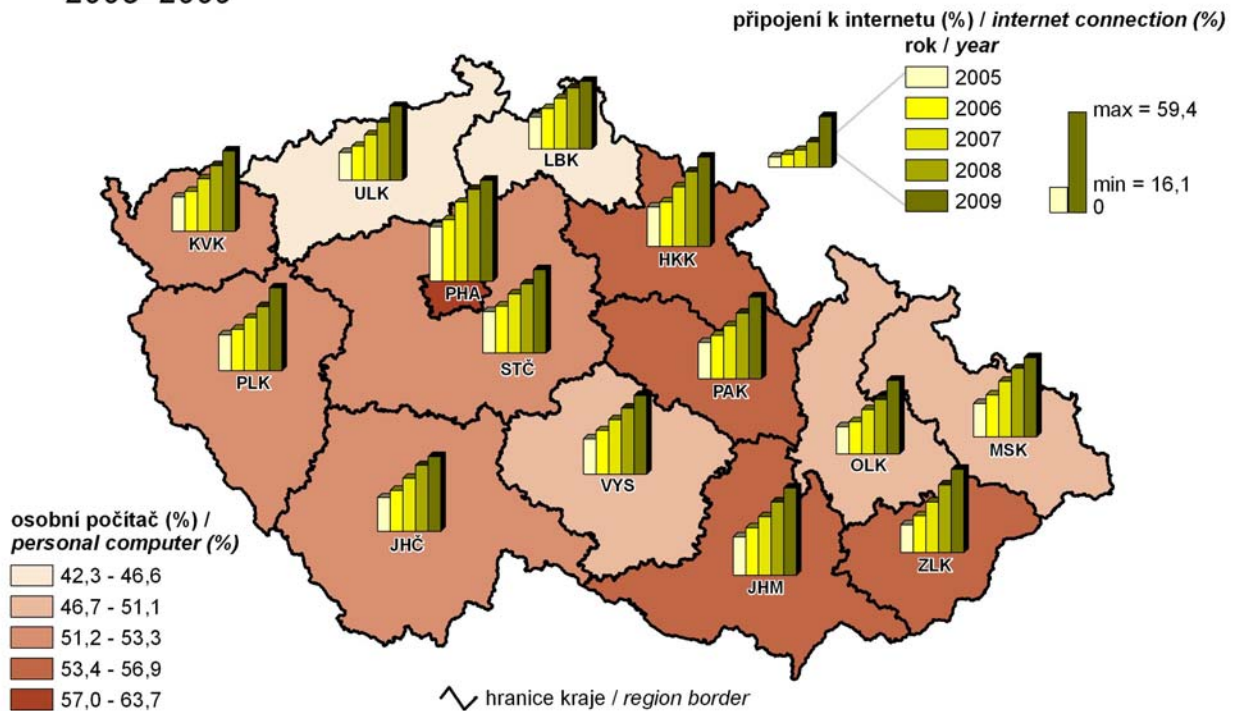 připojení k internetu (%) / internet connection (%)
rok / year
2005
2006
2007
2008
2009
max = 59,4
min = 16,1
0
LBK
ULK
KVK
HKK
PHA
STČ
PLK
PAK
MSK
OLK
VYS
JHČ
ZLK
JHM
osobní počítač (%) /
personal computer (%)
42,3 - 46,6
46,7 - 51,1
51,2 - 53,3
53,4 - 56,9
57,0 - 63,7
hranice kraje / region border